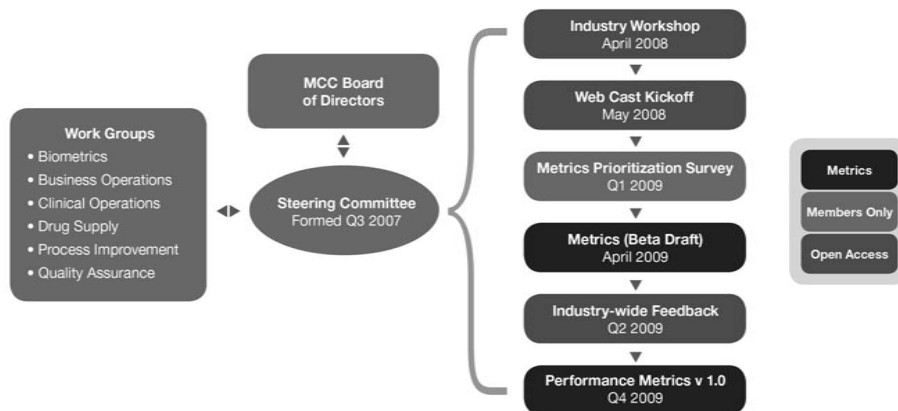 Work Groups
• Biometrics
• Business Operations
• Clinical Operations
• Drug Supply
• Process Improvement
• Quality Assurance
MCC Board
of Directors
Steering Committee
Formed Q3 2007
Industry Workshop
April 2008
Web Cast Kickoff
May 2008
Metrics Prioritization Survey
Q1 2009
Metrics (Beta Draft)
April 2009
Industry-wide Feedback
Q2 2009
Performance Metrics v 1.0
Q4 2009
Metrics
Members Only
Open Access